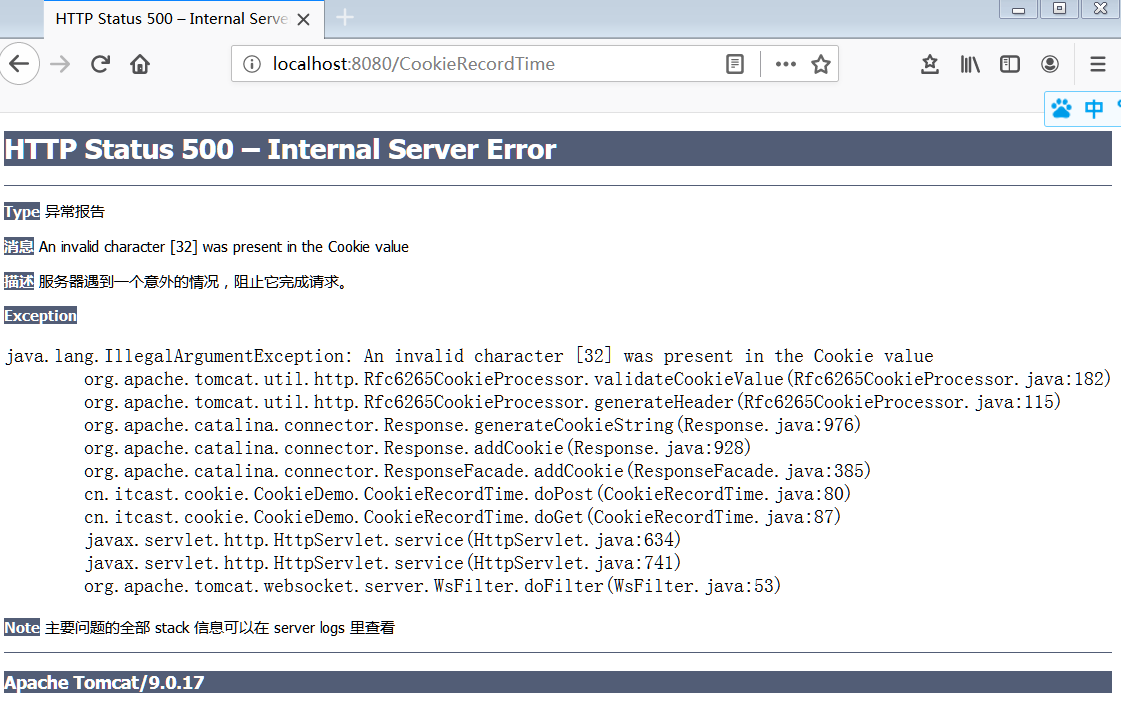 HTTP Status 500 – Internal Serve
localhost:8080/CookieRecordTime
中
HTTP Status 500 – Internal Server Error
Type 异常报告
消息 An invalid character [32] was present in the Cookie value
描述 服务器遇到一个意外的情况，阻止它完成请求。
Exception
java.lang.IllegalArgumentException: An invalid character [32] was present in the Cookie value
org.apache.tomcat.util.http.Rfc6265CookieProcessor.validateCookieValue(Rfc6265CookieProcessor.java:182)
org.apache.tomcat.util.http.Rfc6265CookieProcessor.generateHeader(Rfc6265CookieProcessor.java:115)
org.apache.catalina.connector.Response.generateCookieString(Response.java:976)
org.apache.catalina.connector.Response.addCookie(Response.java:928)
org.apache.catalina.connector.ResponseFacade.addCookie(ResponseFacade.java:385)
cn.itcast.cookie.CookieDemo.CookieRecordTime.doPost(CookieRecordTime.java:80)
cn.itcast.cookie.CookieDemo.CookieRecordTime.doGet(CookieRecordTime.java:87)
javax.servlet.http.HttpServlet.service(HttpServlet.java:634)
javax.servlet.http.HttpServlet.service(HttpServlet.java:741)
org.apache.tomcat.websocket.server.WsFilter.doFilter(WsFilter.java:53)
Note 主要问题的全部 stack 信息可以在 server logs 里查看
Apache Tomcat/9.0.17